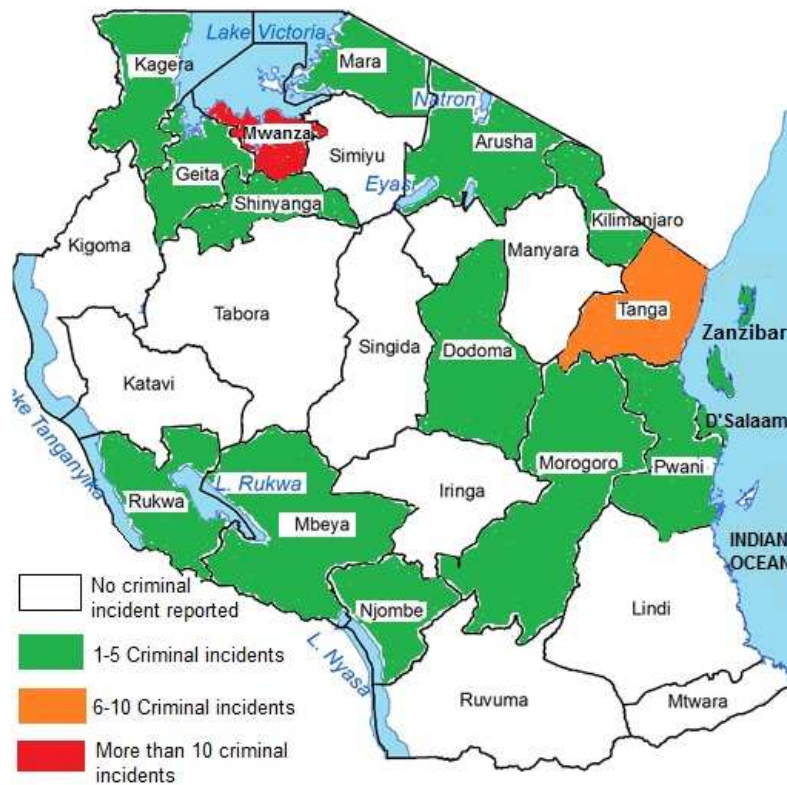 Lake Victoria
Kagera
Mara
Natron
Mwanza
Arusha
Simiyu
Geita
Eyasi
Shinyanga
Kilimanjaro
Kigoma
Manyara
Tabora
Tanga
Zanzibar
Singida
Dodoma
Katavi
Lake Tanganyika
D'Salaam
Morogoro
Pwani
L. Rukwa
Iringa
Rukwa
Mbeya
INDIAN
OCEAN
No criminal
incident reported
Njombe
Lindi
1-5 Criminal incidents
L. Nyasa
6-10 Criminal incidents
Ruvuma
Mtwara
More than 10 criminal
incidents